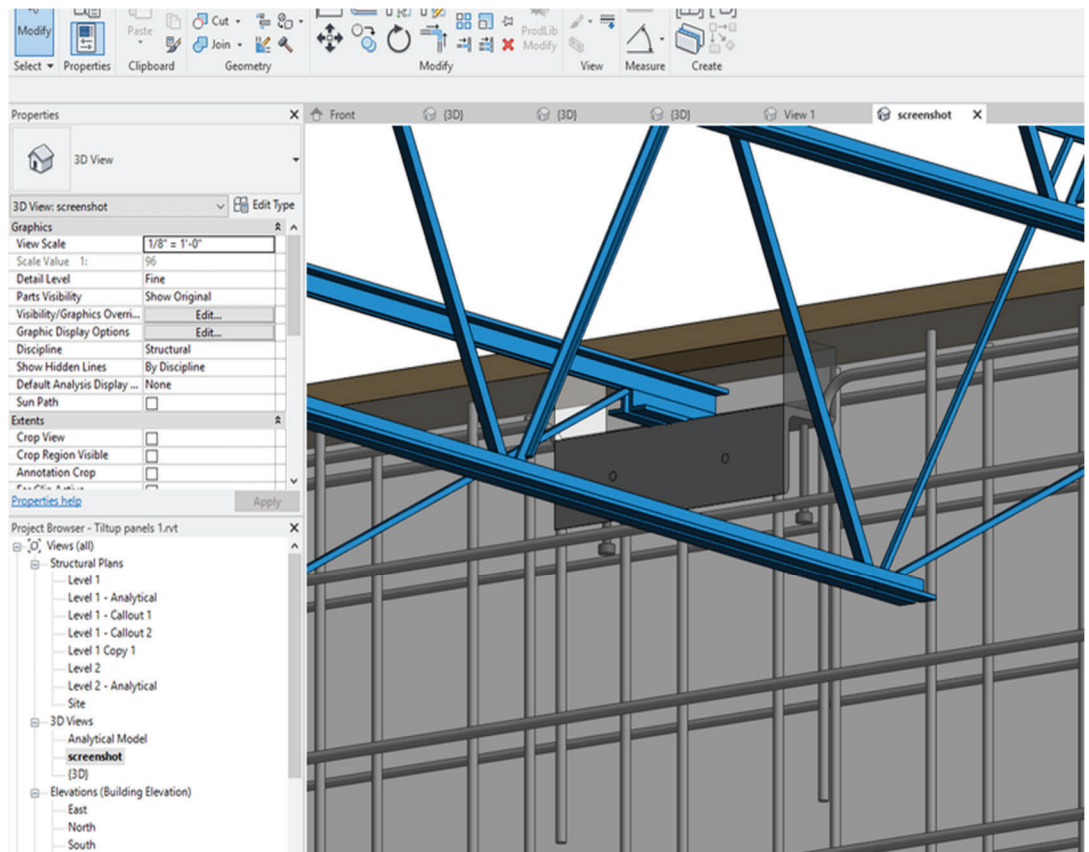 Modify
Paste
Cut
Join
ProdLib
Modify
Select
Properties
Clipboard
Geometry
Modify
View
Measure
Create
Properties
X
Front
{3D}
{3D}
{3D}
View 1
screenshot
X
3D View
3D View: screenshot
Edit Type
Graphics
View Scale 1/8" = 1'-0"
Scale Value 1: 96
Detail Level Fine
Parts Visibility Show Original
Visibility/Graphics Overri... Edit...
Graphic Display Options Edit...
Discipline Structural
Show Hidden Lines By Discipline
Default Analysis Display ... None
Sun Path
Extents
Crop View
Crop Region Visible
Annotation Crop
Properties help
Apply
Project Browser - Tiltup panels 1.rvt
X
Views (all)
Structural Plans
Level 1
Level 1 - Analytical
Level 1 - Callout 1
Level 1 - Callout 2
Level 1 Copy 1
Level 2
Level 2 - Analytical
Site
3D Views
Analytical Model
screenshot
{3D}
Elevations (Building Elevation)
East
North
South